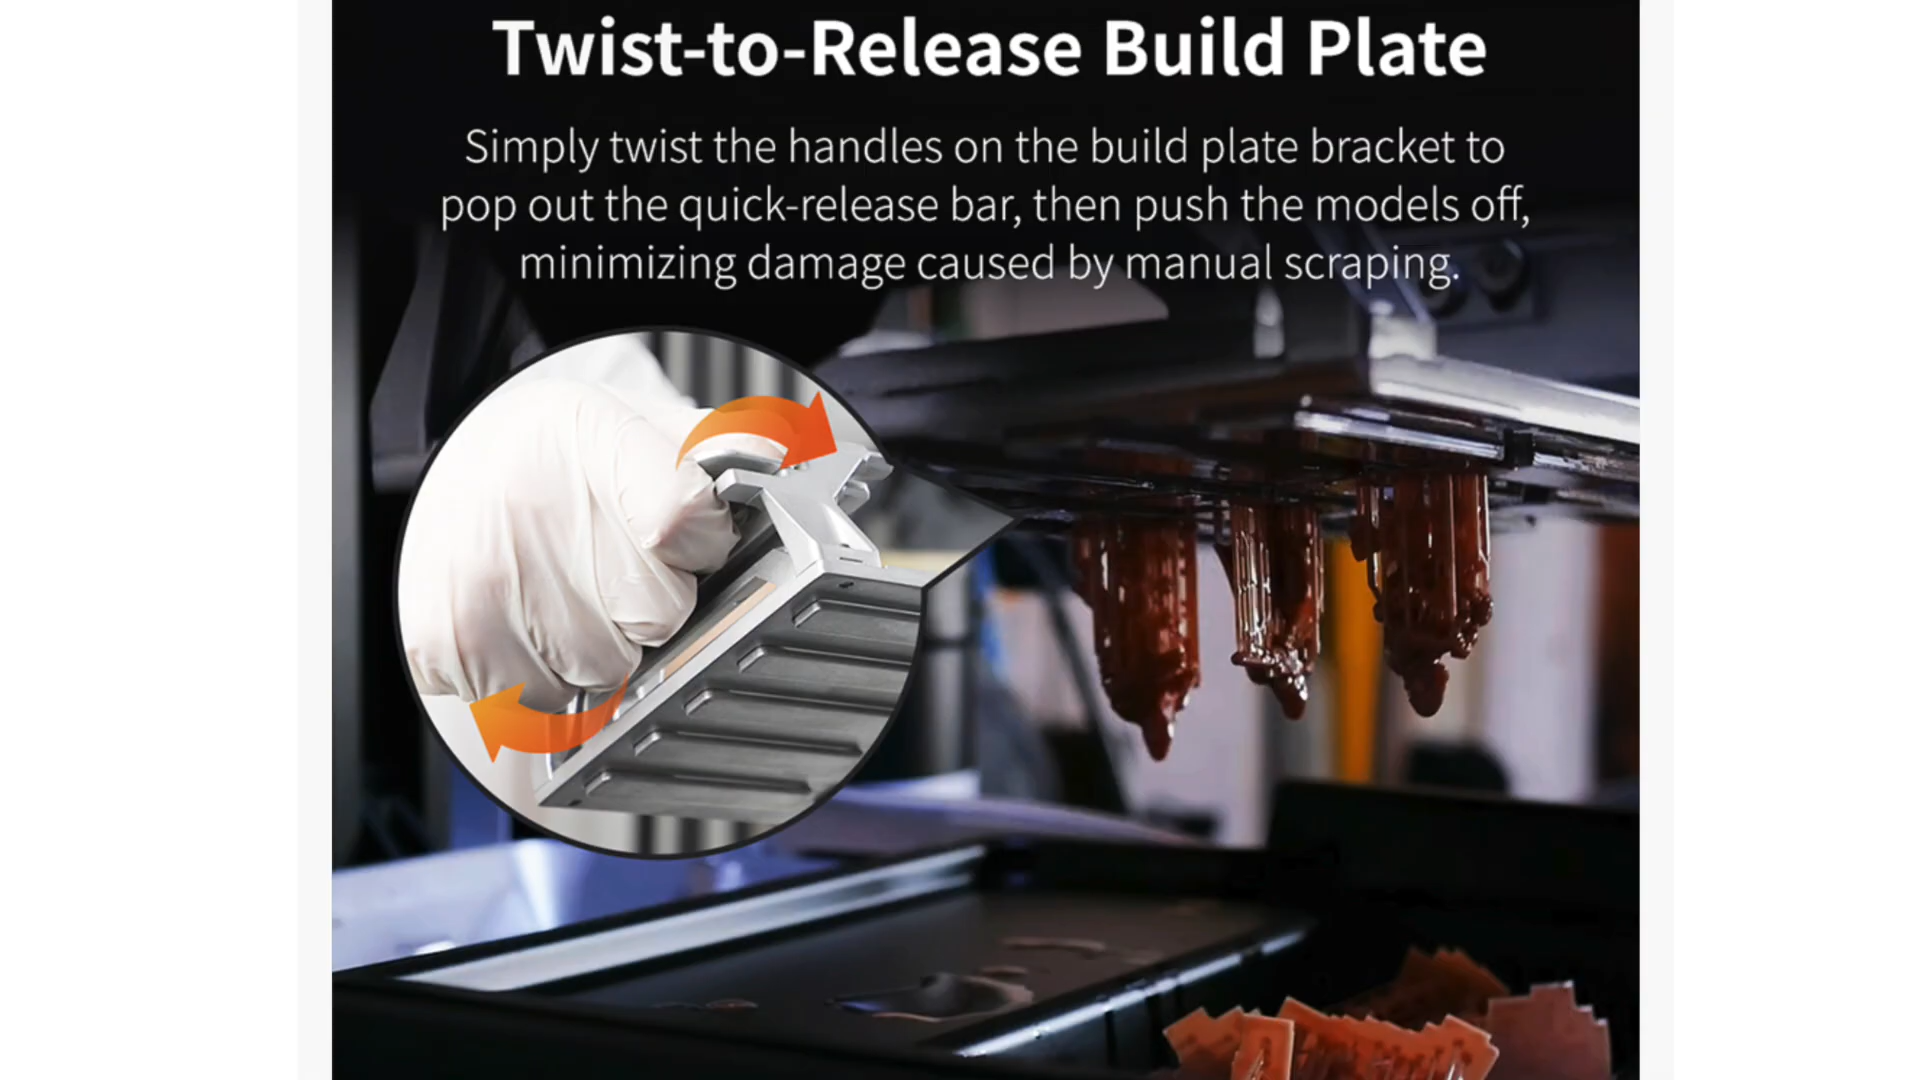 Twist-to-Release Build Plate
Simply twist the handles on the build plate bracket to
pop out the quick-release bar, then push the models off,
minimizing damage caused by manual scraping.